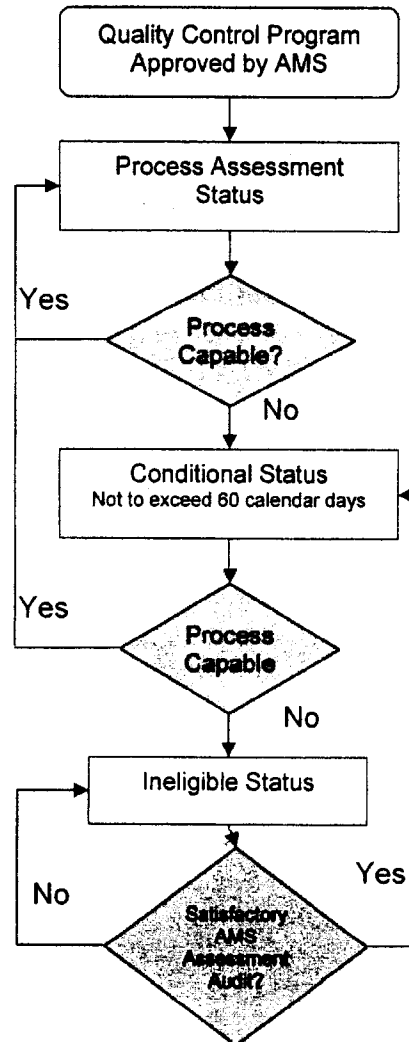 Quality Control Program
Approved by AMS
Process Assessment
Status
Yes
Process
Capable?
No
Conditional Status
Not to exceed 60 calendar days
Yes
Process
Capable
No
Ineligible Status
No
Satisfactory
AMS
Assessment
Audit?
Yes